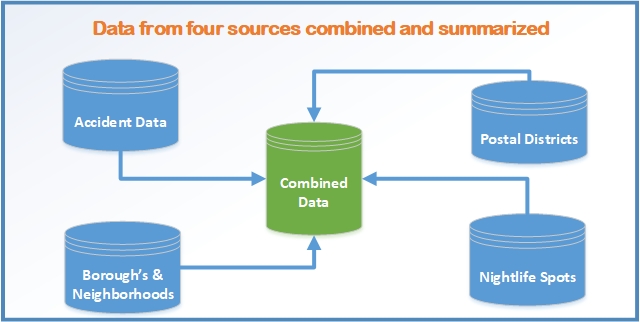 Data from four sources combined and summarized
Accident Data
Postal Districts
Combined
Data
Borough's &
Neighborhoods
Nightlife Spots